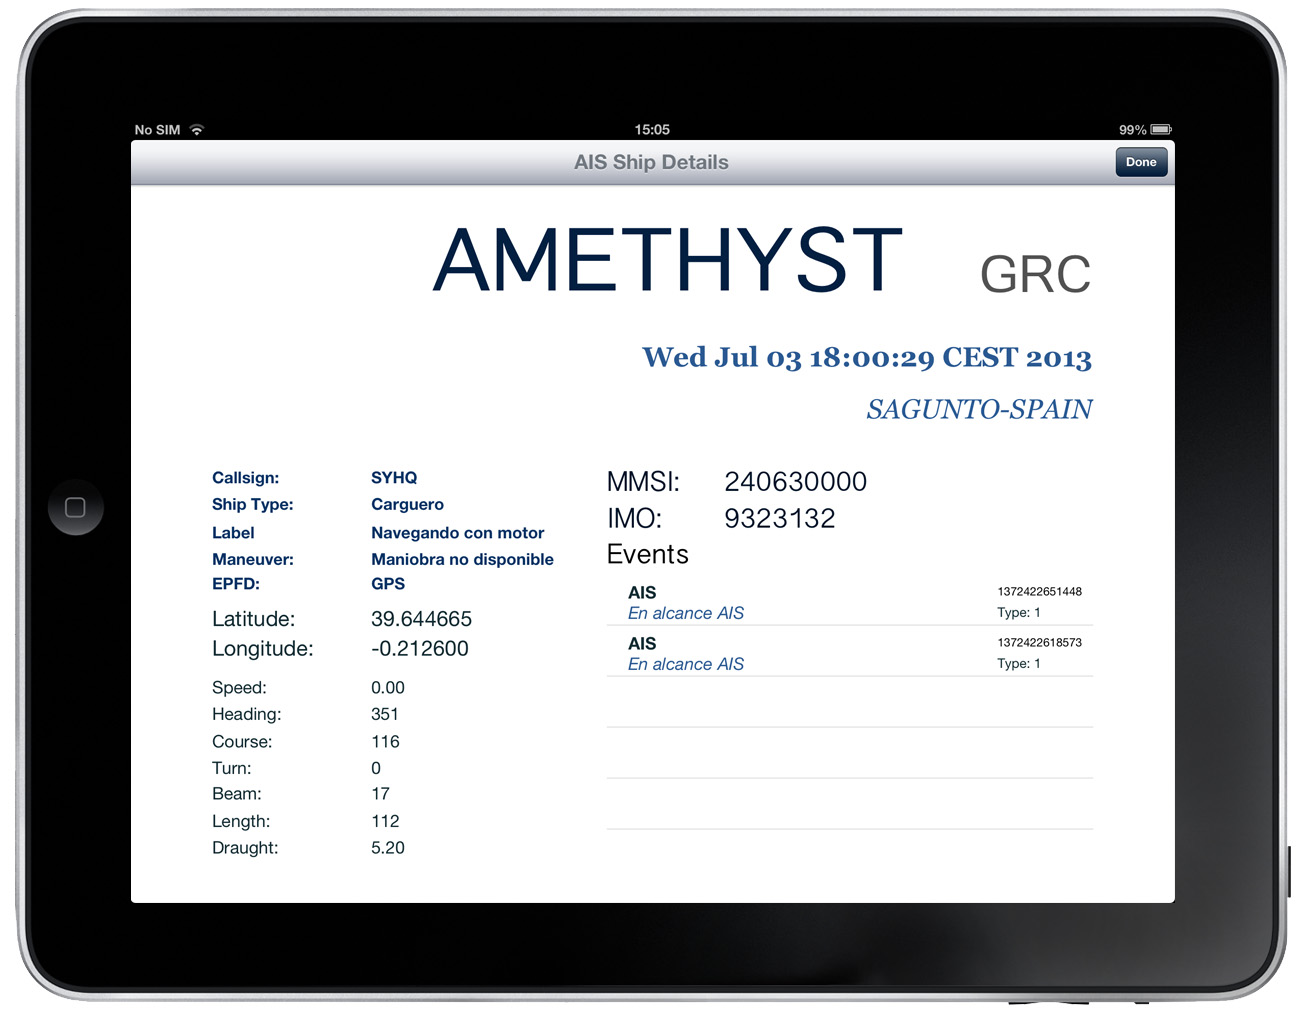 No SIM 15:05 99%
AIS Ship Details Done
AMETHYST GRC
Wed Jul 03 18:00:29 CEST 2013
SAGUNTO-SPAIN
Callsign: SYHQ
Ship Type: Carguero
Label Navegando con motor
Maneuver: Maniobra no disponible
EPFD: GPS
Latitude: 39.644665
Longitude: -0.212600
Speed: 0.00
Heading: 351
Course: 116
Turn: 0
Beam: 17
Length: 112
Draught: 5.20
MMSI: 240630000
IMO: 9323132
Events
AIS 1372422651448
En alcance AIS Type: 1
AIS 1372422618573
En alcance AIS Type: 1